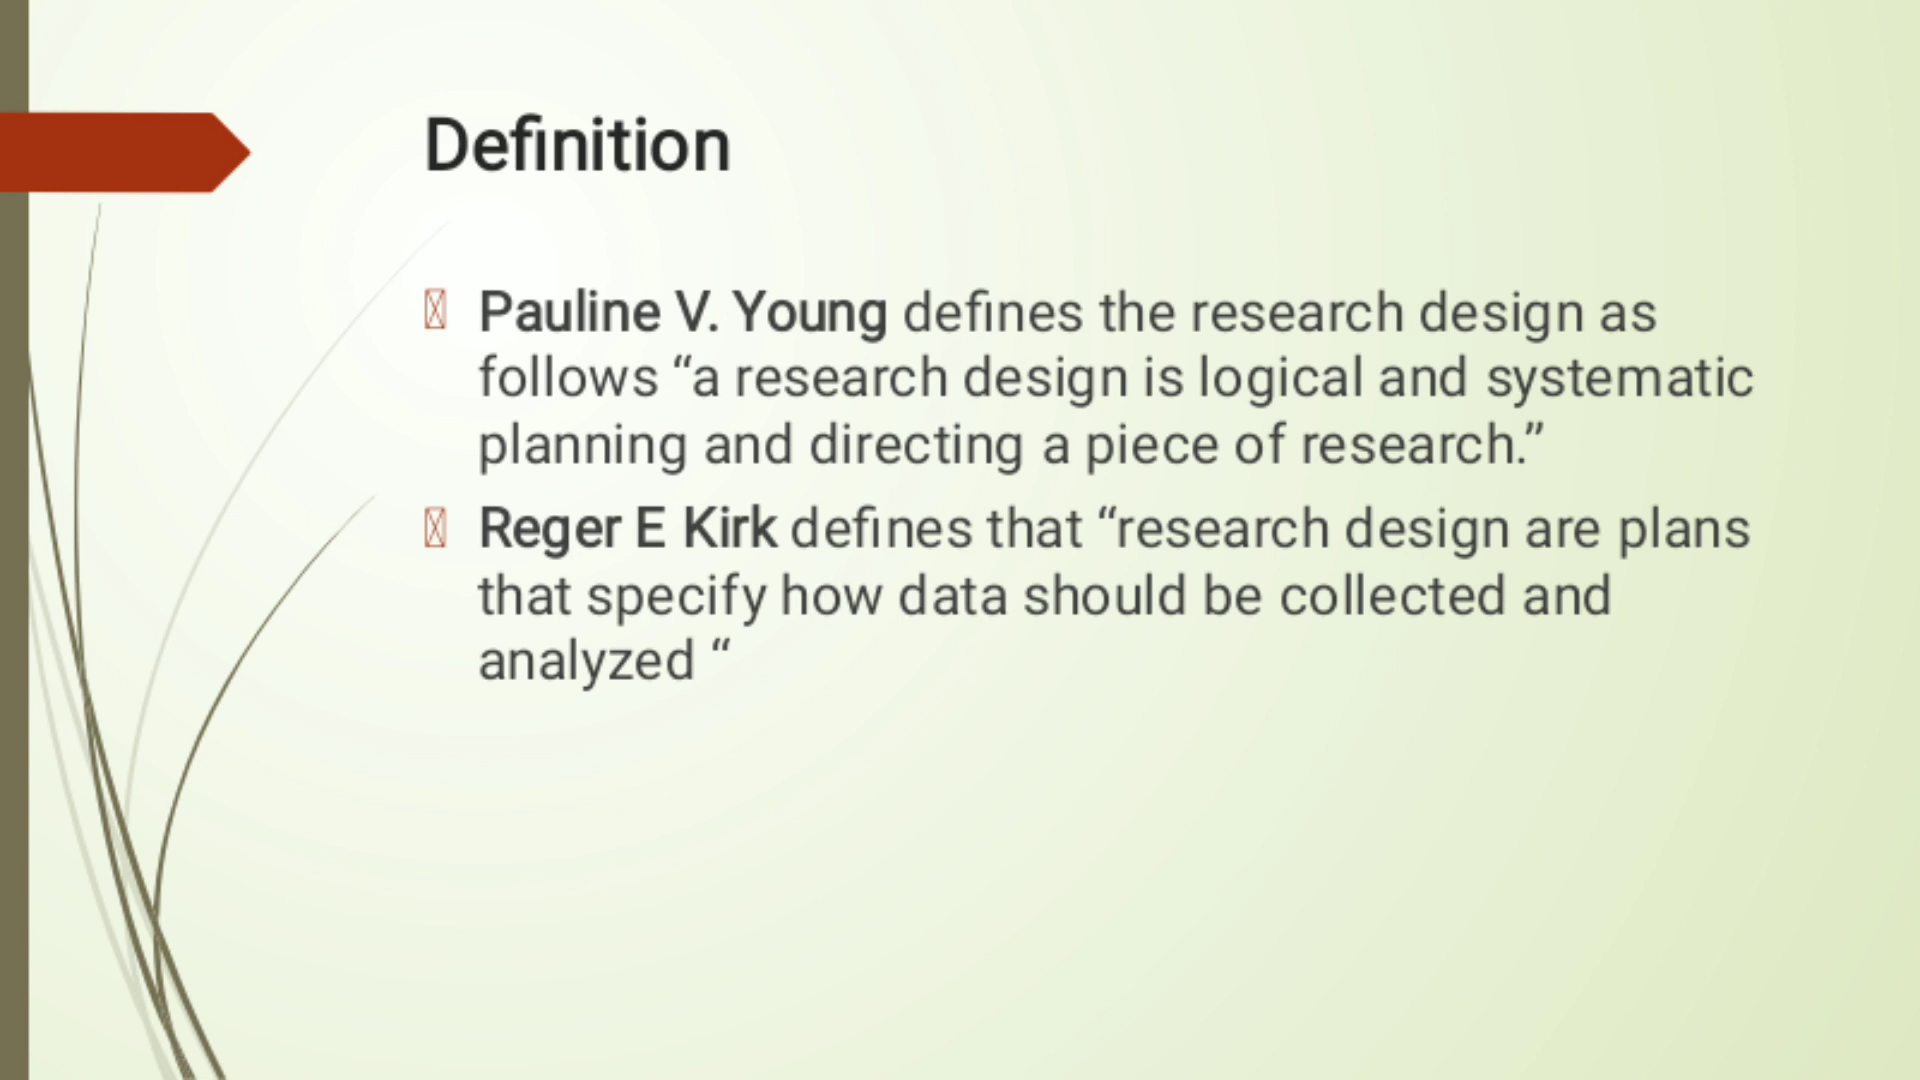 Definition
Pauline V. Young defines the research design as
follows “a research design is logical and systematic
planning and directing a piece of research.”
Reger E Kirk defines that “research design are plans
that specify how data should be collected and
analyzed “